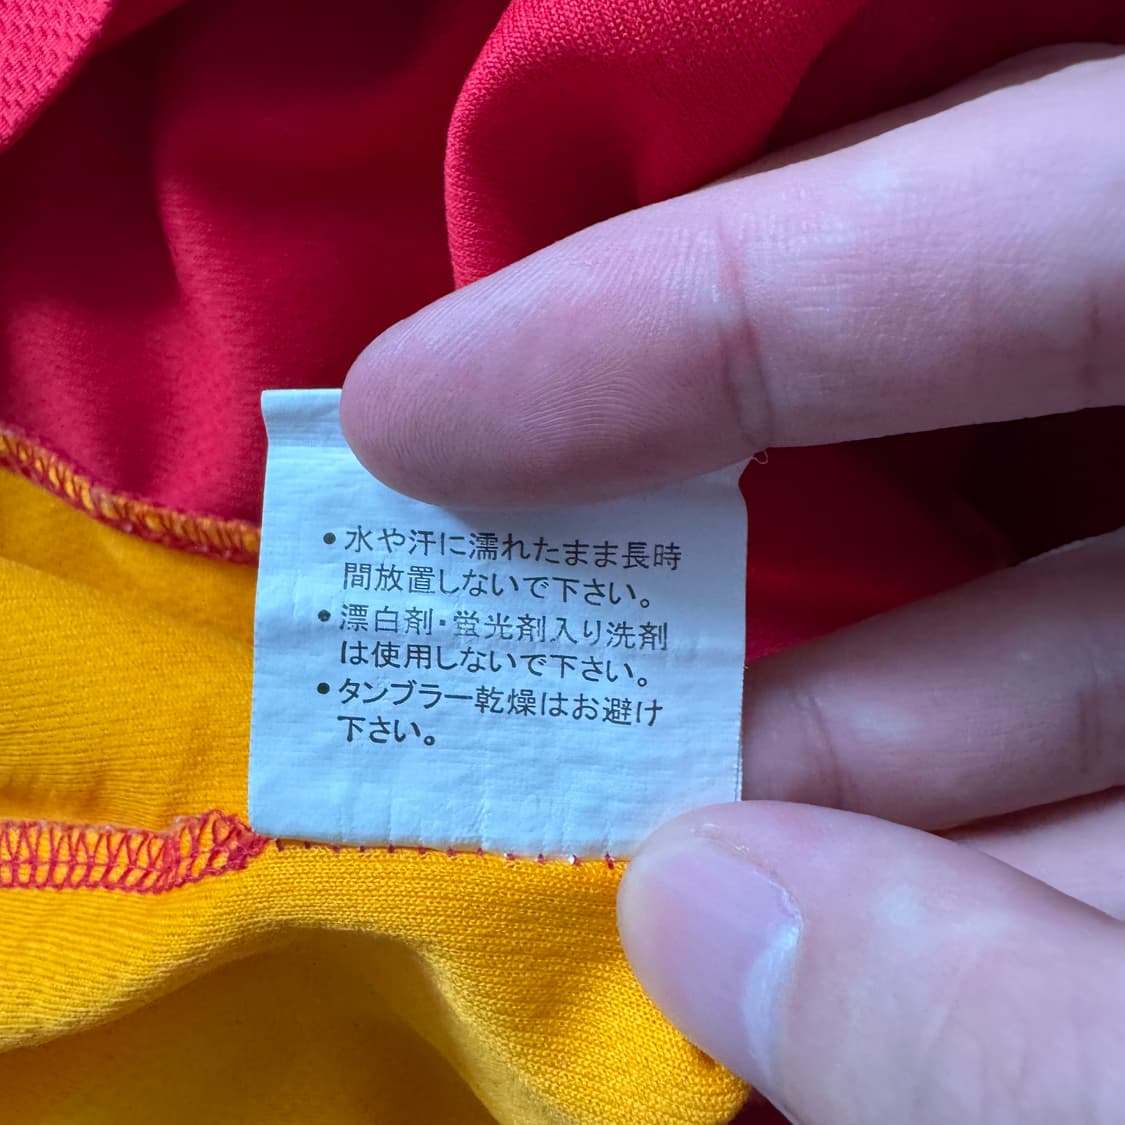 •水や汗に濡れたまま長時
間放置しないで下さい。
•漂白剤・蛍光剤入り洗剤
は使用しないで下さい。
•タンブラー乾燥はお避け
下さい。